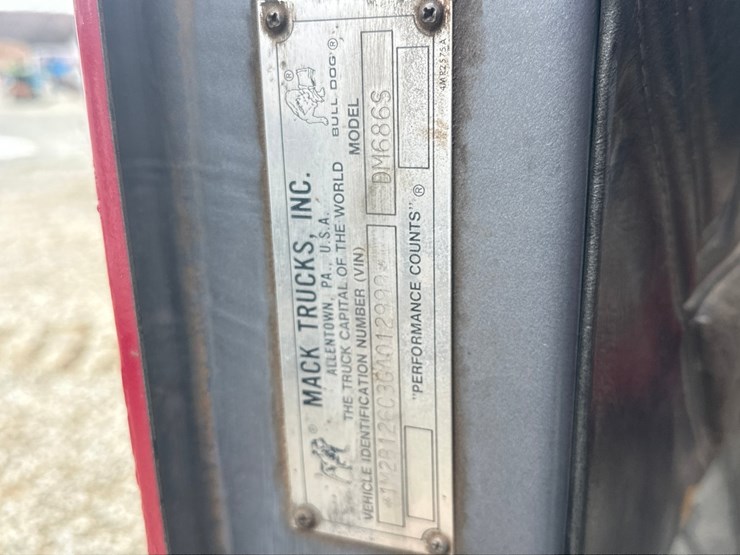 MACK TRUCKS, INC.
ALLENTOWN, PA., U.S.A.
THE TRUCK CAPITAL OF THE WORLD
BULL DOG®
VEHICLE IDENTIFICATION NUMBER (VIN)
MODEL
DM686S
"PERFORMANCE COUNTS"®
4MR2575A